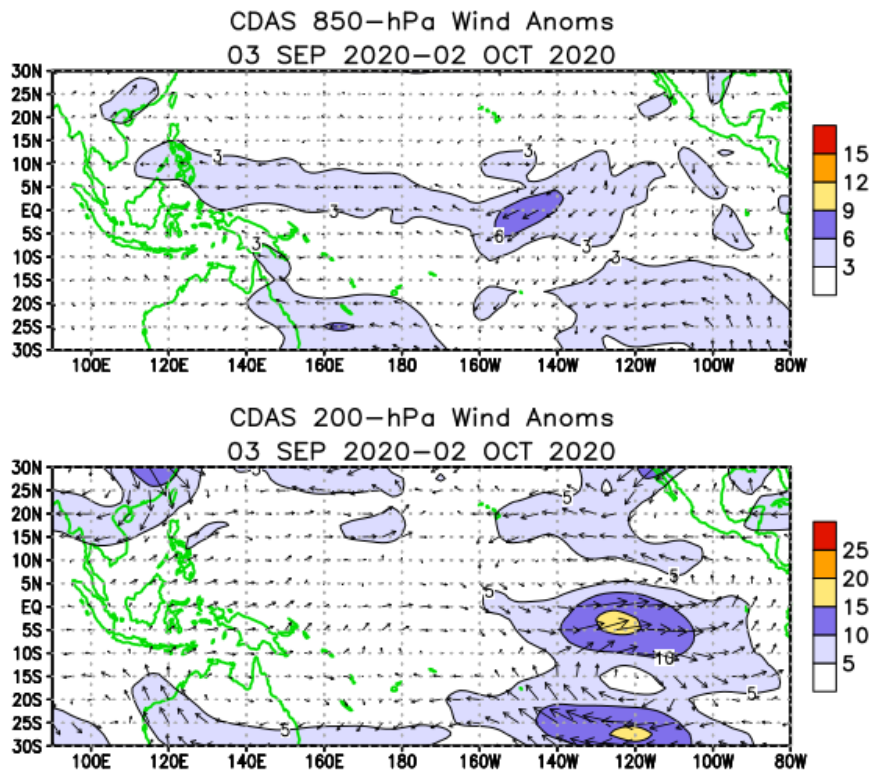 CDAS 850-hPa Wind Anoms
03 SEP 2020-02 OCT 2020
30N
25N
20N
15N
10N
5N
EQ
5S
10S
15S
20S
25S
30S
3
3
3
3
3
3
6
100E 120E 140E 160E 180 160W 140W 120W 100W 80W
15
12
9
6
3
CDAS 200-hPa Wind Anoms
03 SEP 2020-02 OCT 2020
30N
25N
20N
15N
10N
5N
EQ
5S
10S
15S
20S
25S
30S
5
5
5
5
10
5
5
100E 120E 140E 160E 180 160W 140W 120W 100W 80W
25
20
15
10
5